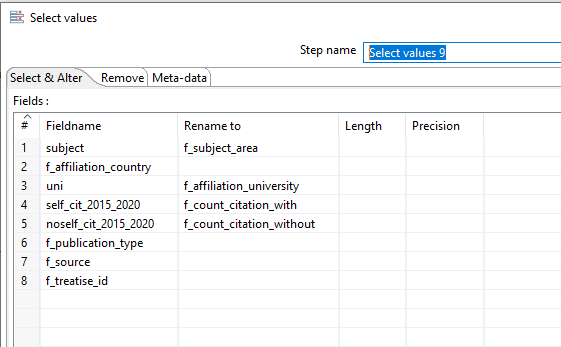 Select values
Step name Select values 9
Select & Alter Remove Meta-data
Fields :
# Fieldname Rename to Length Precision
1 subject f_subject_area
2 f_affiliation_country
3 uni f_affiliation_university
4 self_cit_2015_2020 f_count_citation_with
5 noself_cit_2015_2020 f_count_citation_without
6 f_publication_type
7 f_source
8 f_treatise_id